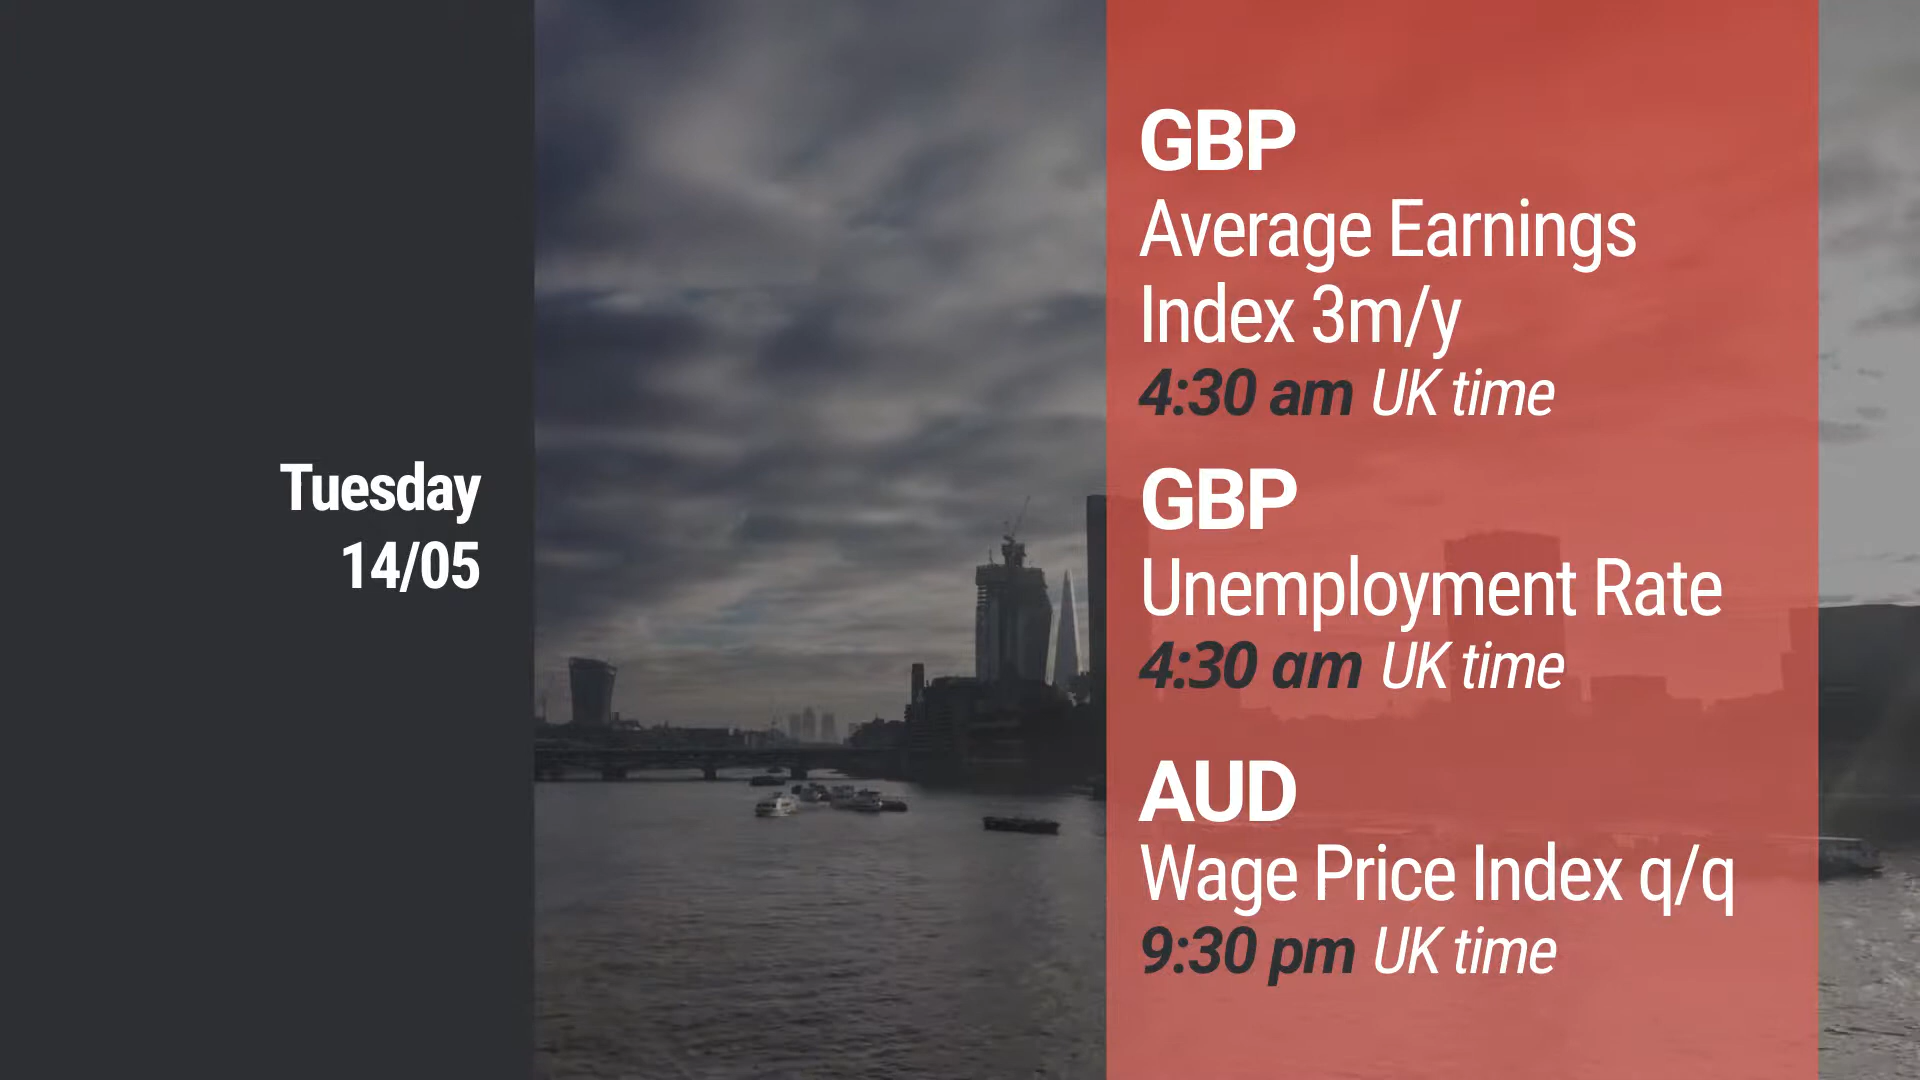 Tuesday
14/05
GBP
Average Earnings
Index 3m/y
4:30 am UK time
GBP
Unemployment Rate
4:30 am UK time
AUD
Wage Price Index q/q
9:30 pm UK time